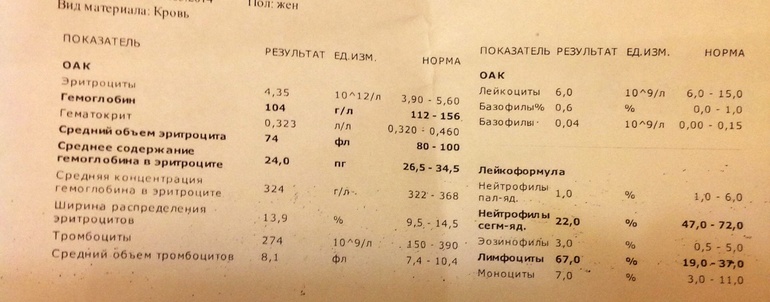 Пол: жен
Вид материала: Кровь
ПОКАЗАТЕЛЬ РЕЗУЛЬТАТ ЕД.ИЗМ. НОРМА
ОАК
Эритроциты 4,35 10^12/л 3,90 - 5,60
Гемоглобин 104 г/л 112 - 156
Гематокрит 0,323 л/л 0,320 - 0,460
Средний объем эритроцита 74 фл 80 - 100
Среднее содержание
гемоглобина в эритроците 24,0 пг 26,5 - 34,5
Средняя концентрация
гемоглобина в эритроците 324 г/л 322 - 368
Ширина распределения
эритроцитов 13,9 % 9,5 - 14,5
Тромбоциты 274 10^9/л 150 - 390
Средний объем тромбоцитов 8,1 фл 7,4 - 10,4
ПОКАЗАТЕЛЬ РЕЗУЛЬТАТ ЕД.ИЗМ. НОРМА
ОАК
Лейкоциты 6,0 10^9/л 6,0 - 15,0
Базофилы% 0,6 % 0,0 - 1,0
Базофилы 0,04 10^9/л 0,00 - 0,15
Лейкоформула
Нейтрофилы
пал-яд. 1,0 % 1,0 - 6,0
Нейтрофилы
сегм-яд. 22,0 % 47,0 - 72,0
Эозинофилы 3,0 % 0,5 - 5,0
Лимфоциты 67,0 % 19,0 - 37,0
Моноциты 7,0 % 3,0 - 11,0